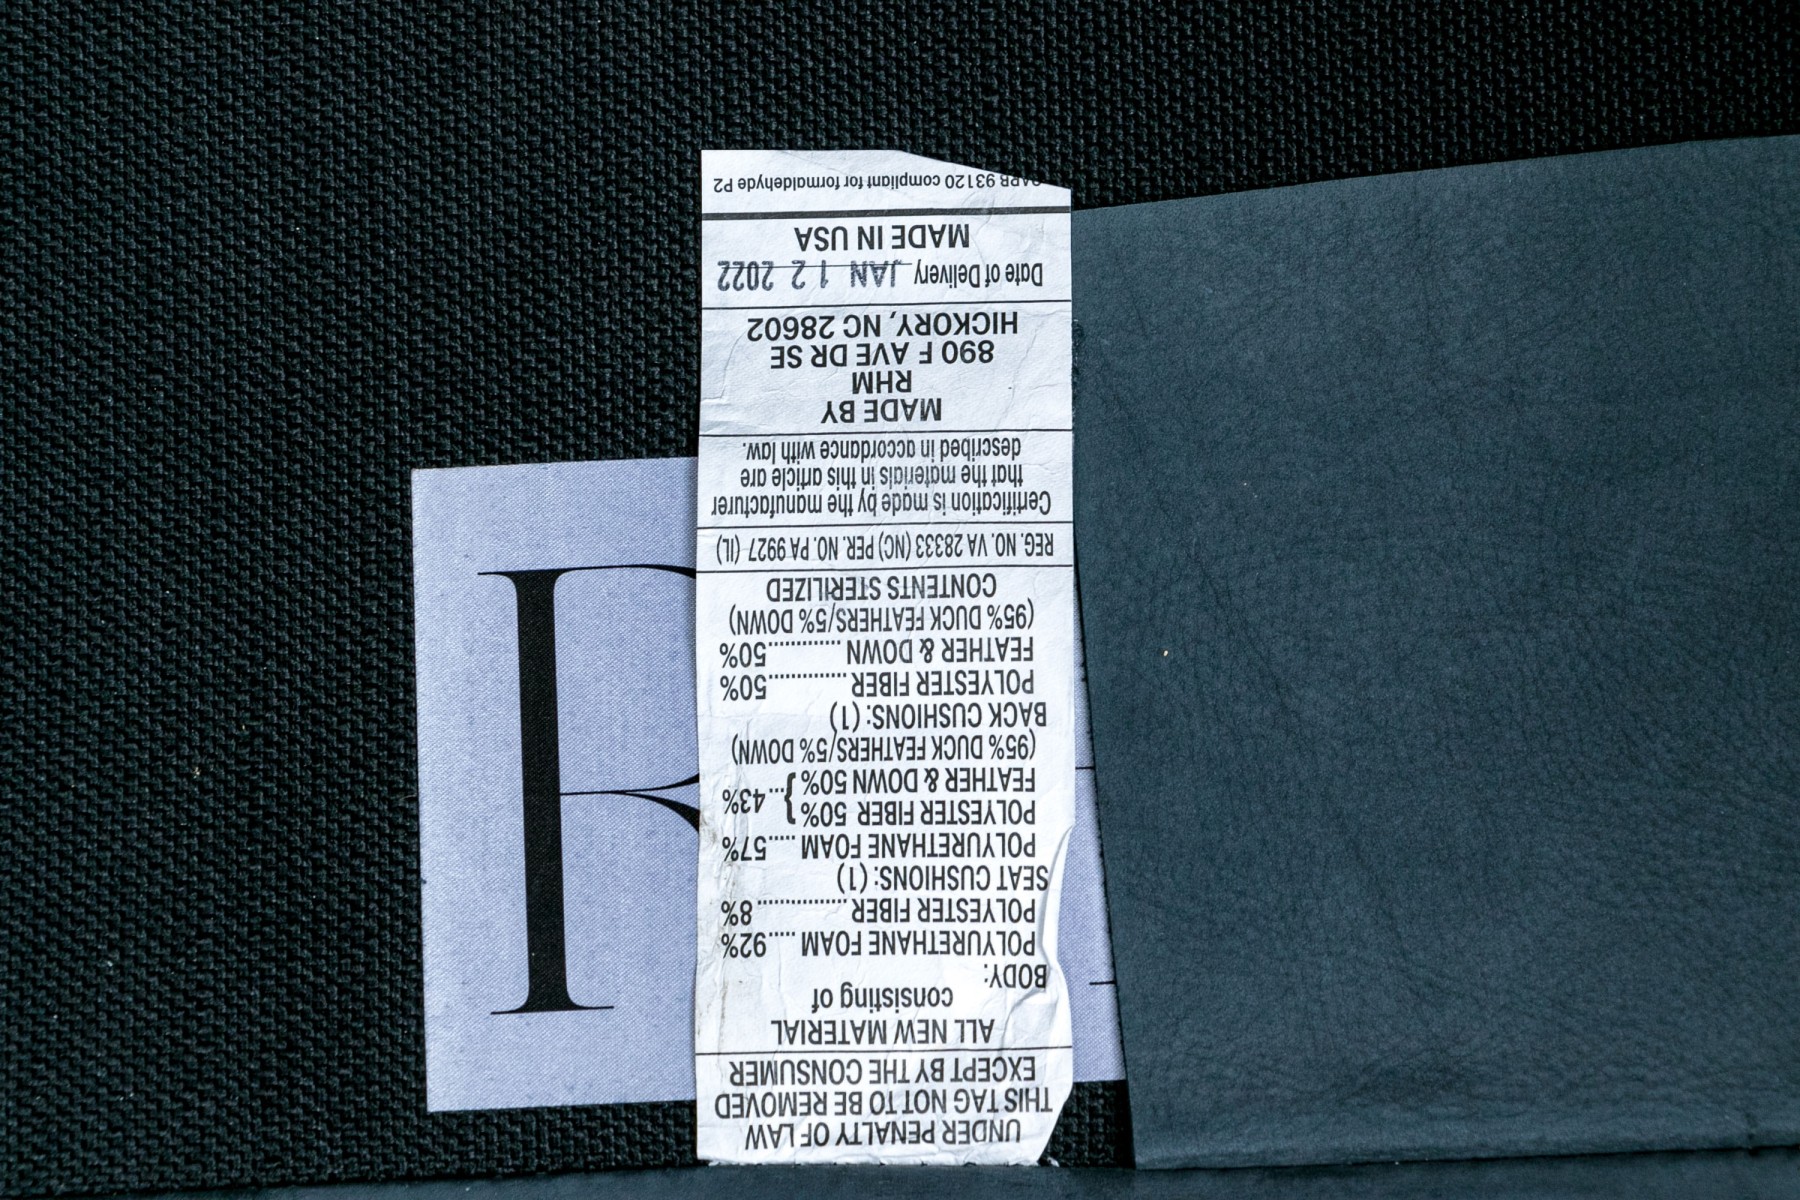 UNDER PENALTY OF LAW
THIS TAG NOT TO BE REMOVED
EXCEPT BY THE CONSUMER
ALL NEW MATERIAL
consisting of
BODY:
POLYURETHANE FOAM .....92%
POLYESTER FIBER ................. 8%
SEAT CUSHIONS: (1)
POLYURETHANE FOAM .....57%
POLYESTER FIBER 50%
FEATHER & DOWN 50% }...43%
(95% DUCK FEATHERS/5% DOWN)
BACK CUSHIONS: (1)
POLYESTER FIBER ...............50%
FEATHER & DOWN ..............50%
(95% DUCK FEATHERS/5% DOWN)
CONTENTS STERILIZED
REG. NO. VA 28333 (NC) PER. NO. PA 9927 (IL)
Certification is made by the manufacturer
that the materials in this article are
described in accordance with law.
MADE BY
RHM
890 F AVE DR SE
HICKORY, NC 28602
Date of Delivery JAN 12 2022
MADE IN USA
CARB 93120 compliant for formaldehyde P2
R